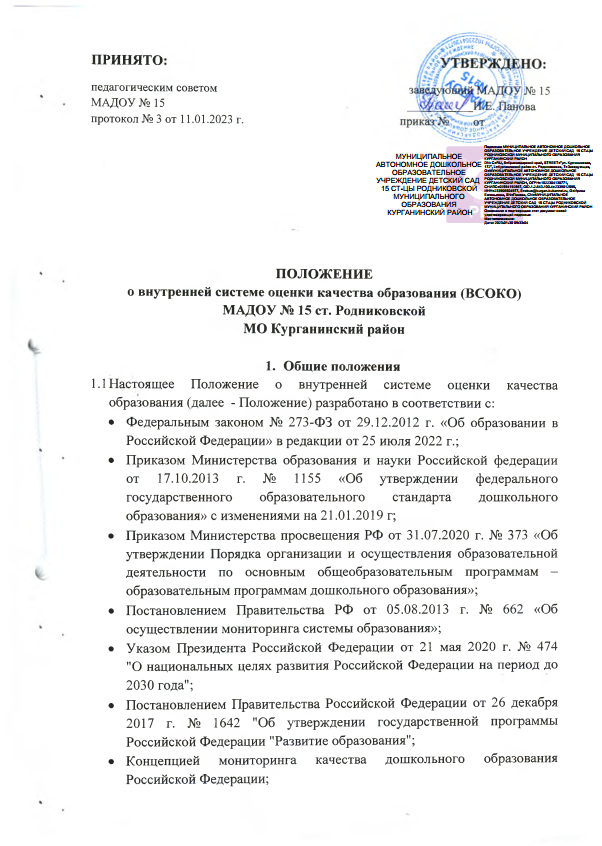 ПРИНЯТО:
УТВЕРЖДЕНО:
педагогическим советом
заведующий МАДОУ № 15
МАДОУ № 15
И.Е. Панова
протокол № 3 от 11.01.2023 г.
приказ № от
МУНИЦИПАЛЬНОЕ
АВТОНОМНОЕ ДОШКОЛЬНОЕ
ОБРАЗОВАТЕЛЬНОЕ
УЧРЕЖДЕНИЕ ДЕТСКИЙ САД
15 СТ-ЦЫ РОДНИКОВСКОЙ
МУНИЦИПАЛЬНОГО
ОБРАЗОВАНИЯ
КУРГАНИНСКИЙ РАЙОН
ПОЛОЖЕНИЕ
о внутренней системе оценки качества образования (ВСОКО)
МАДОУ № 15 ст. Родниковской
МО Курганинский район
1. Общие положения
1.1 Настоящее Положение о внутренней системе оценки качества
образования (далее - Положение) разработано в соответствии с:
• Федеральным законом № 273-ФЗ от 29.12.2012 г. «Об образовании в
Российской Федерации» в редакции от 25 июля 2022 г.;
• Приказом Министерства образования и науки Российской федерации
от 17.10.2013 г. № 1155 «Об утверждении федерального
государственного образовательного стандарта дошкольного
образования» с изменениями на 21.01.2019 г;
• Приказом Министерства просвещения РФ от 31.07.2020 г. № 373 «Об
утверждении Порядка организации и осуществления образовательной
деятельности по основным общеобразовательным программам –
образовательным программам дошкольного образования»;
• Постановлением Правительства РФ от 05.08.2013 г. № 662 «Об
осуществлении мониторинга системы образования»;
• Указом Президента Российской Федерации от 21 мая 2020 г. № 474
"О национальных целях развития Российской Федерации на период до
2030 года";
• Постановлением Правительства Российской Федерации от 26 декабря
2017 г. № 1642 "Об утверждении государственной программы
Российской Федерации "Развитие образования";
• Концепцией мониторинга качества дошкольного образования
Российской Федерации;